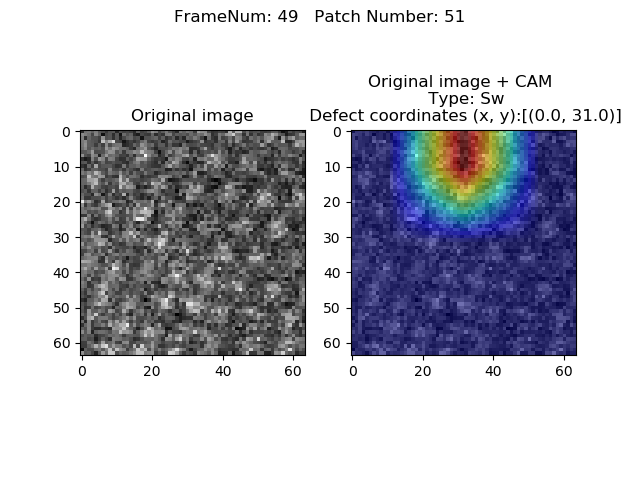 FrameNum: 49   Patch Number: 51
Original image
Original image + CAM
Type: Sw
Defect coordinates (x, y):[(0.0, 31.0)]
0
10
20
30
40
50
60
0 20 40 60
0
10
20
30
40
50
60
0 20 40 60